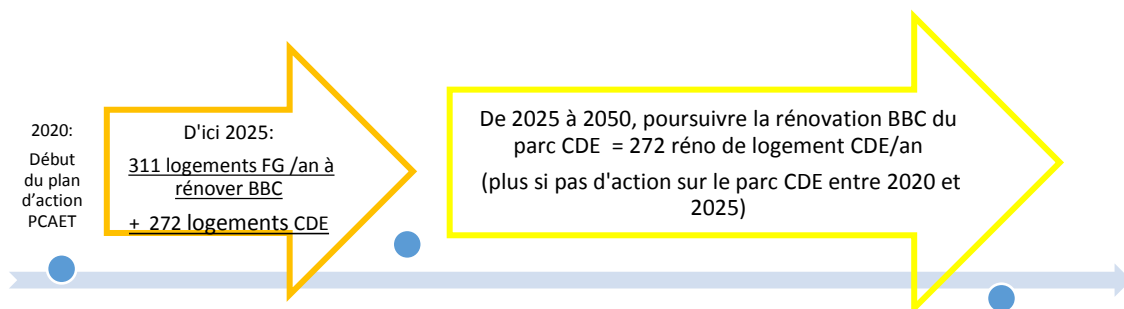 2020:
Début
du plan
d'action
PCAET
D'ici 2025:
311 logements FG /an à
rénover BBC
+ 272 logements CDE
De 2025 à 2050, poursuivre la rénovation BBC du
parc CDE = 272 réno de logement CDE/an
(plus si pas d'action sur le parc CDE entre 2020 et
2025)